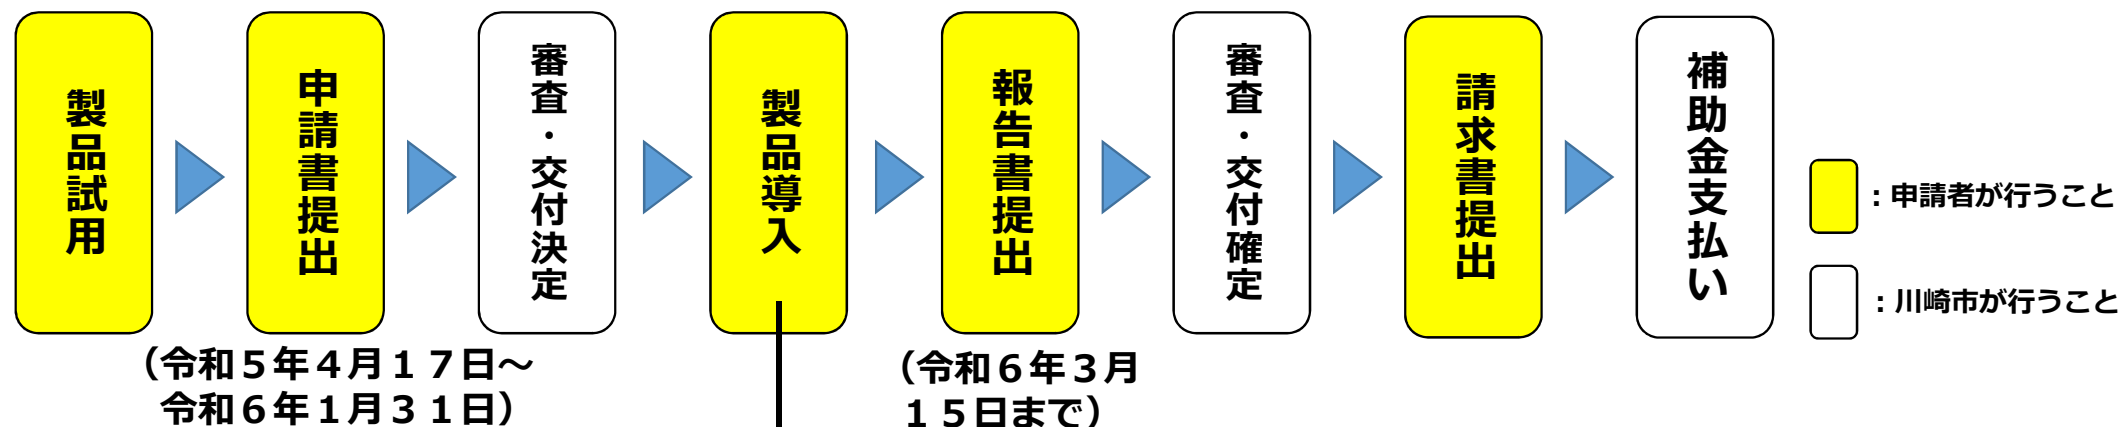 製品試用
申請書提出
審査・交付決定
製品導入
報告書提出
審査・交付確定
請求書提出
補助金支払い
：申請者が行うこと
：川崎市が行うこと
（令和５年４月１７日～
令和６年１月３１日）
（令和６年３月
１５日まで）